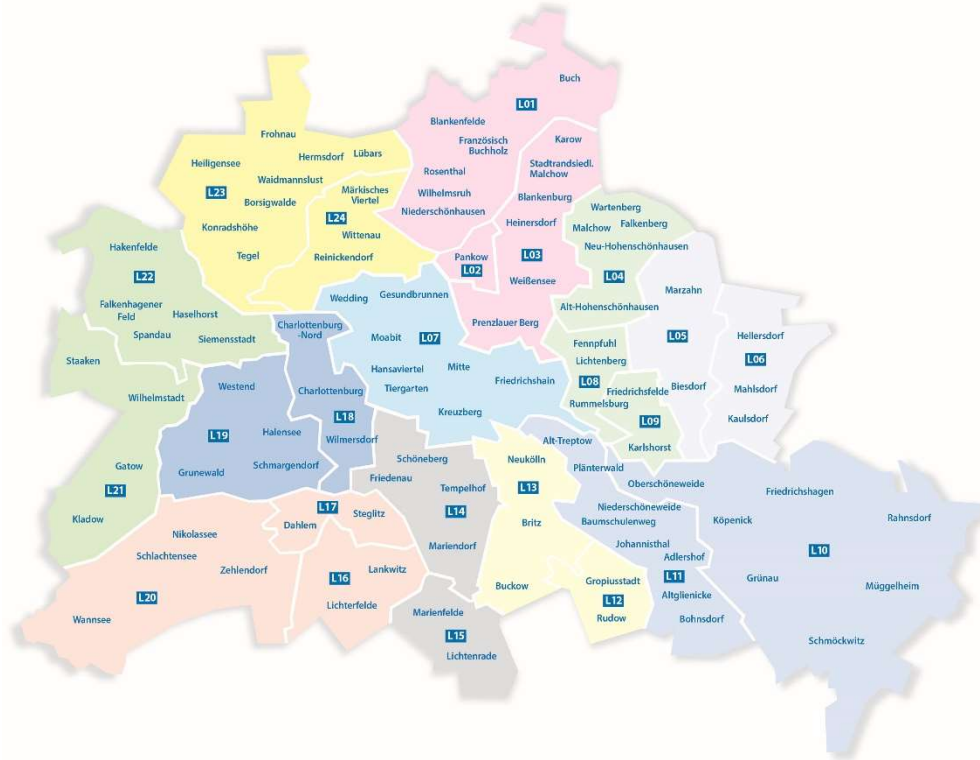 Buch
L01
Blankenfelde
Französisch
Buchholz
Karow
Stadtrandsiedl.
Malchow
Rosenthal
Wilhelmsruh
Blankenburg
Niederschönhausen
Heinersdorf
Pankow
L02
L03
Weißensee
Prenzlauer Berg
Frohnau
Hermsdorf
Lübars
Heiligensee
L23
Waidmannslust
Borsigwalde
Konradshöhe
Tegel
Märkisches
Viertel
L24
Wittenau
Reinickendorf
Wartenberg
Malchow
Falkenberg
Neu-Hohenschönhausen
L04
Alt-Hohenschönhausen
Marzahn
L05
Biesdorf
Hellersdorf
L06
Mahlsdorf
Kaulsdorf
Hakenfelde
L22
Falkenhagener
Feld
Haselhorst
Spandau
Siemensstadt
Staaken
Wilhelmstadt
Gatow
L21
Kladow
Wedding
Gesundbrunnen
Moabit
L07
Hansaviertel
Mitte
Tiergarten
Friedrichshain
Kreuzberg
Charlottenburg
-Nord
Charlottenburg
L18
Wilmersdorf
Westend
L19
Halensee
Grunewald
Schmargendorf
Fennpfuhl
Lichtenberg
L08
Rummelsburg
Friedrichsfelde
L09
Karlshorst
Schöneberg
Friedenau
Tempelhof
L14
Mariendorf
Marienfelde
L15
Lichtenrade
Neukölln
L13
Britz
Buckow
Gropiusstadt
L12
Rudow
Alt-Treptow
Plänterwald
Oberschöneweide
Niederschöneweide
Baumschulenweg
Johannisthal
Adlershof
L11
Altglienicke
Bohnsdorf
Friedrichshagen
Rahnsdorf
Köpenick
L10
Grünau
Müggelheim
Schmöckwitz
L17
Dahlem
Steglitz
L16
Lankwitz
Lichterfelde
Nikolassee
Schlachtensee
Zehlendorf
L20
Wannsee